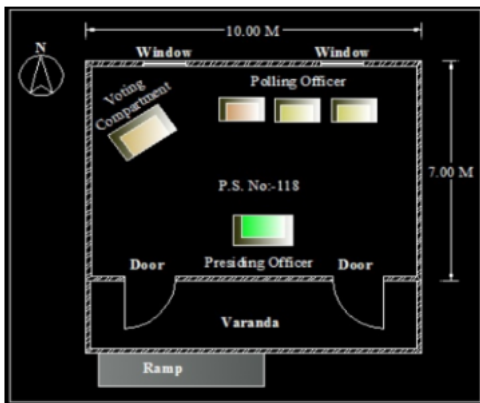 10.00 M
N
Window
Window
Voting
Compartment
Polling Officer
7.00 M
P.S. No:-118
Door
Presiding Officer
Door
Varanda
Ramp